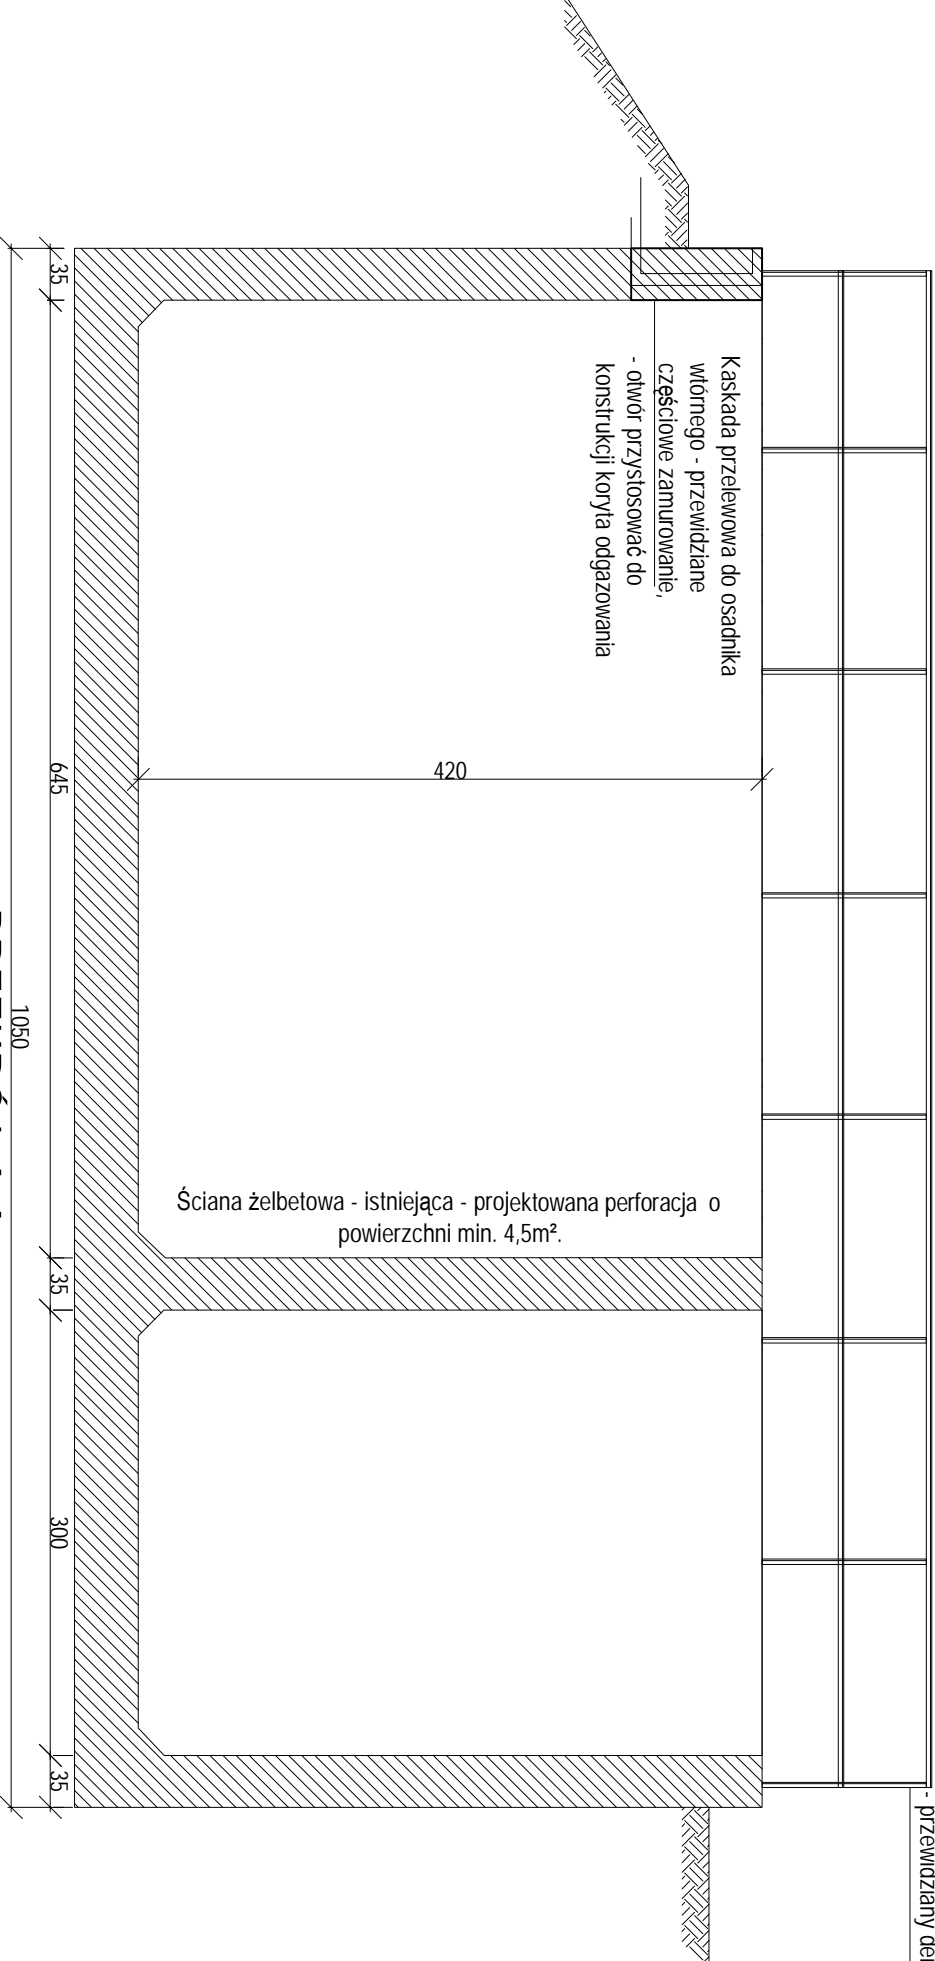 Kaskada przelewowa do osadnika
wtórnego - przewidziane
częściowe zamurowanie,
- otwór przystosować do
konstrukcji koryta odgazowania
420
Ściana żelbetowa - istniejąca - projektowana perforacja o
powierzchni min. 4,5m².
- przewidziany
35
645
35
300
35
1050